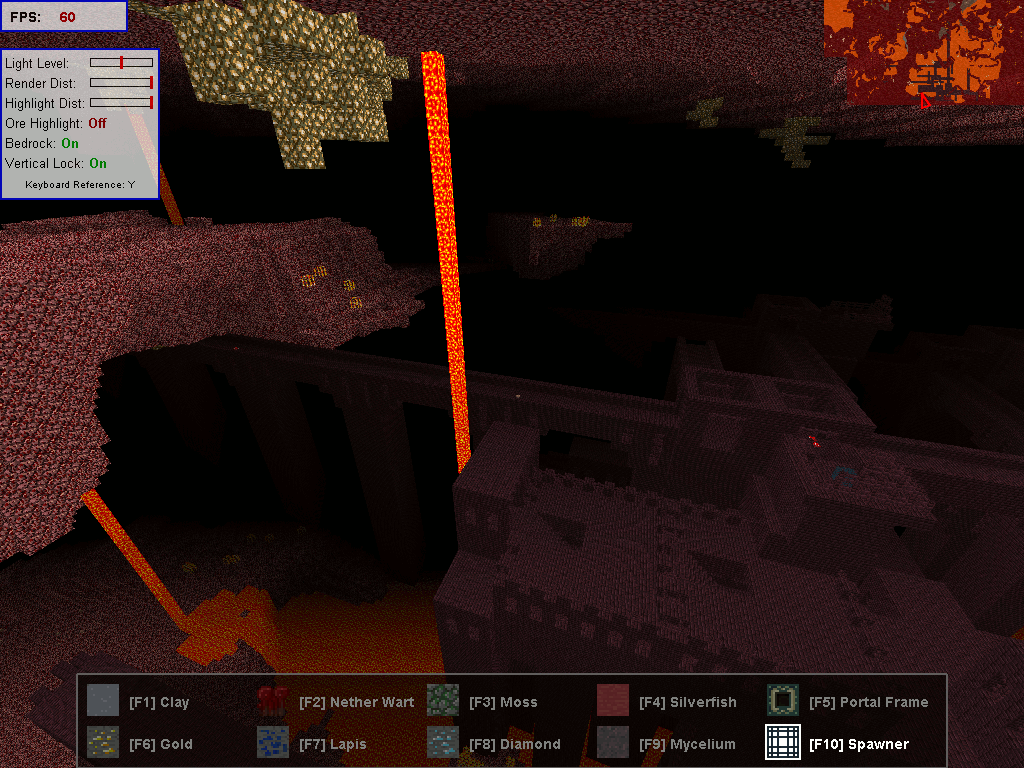 FPS: 60
Light Level:
Render Dist:
Highlight Dist:
Ore Highlight: Off
Bedrock: On
Vertical Lock: On
Keyboard Reference: Y
[F1] Clay [F2] Nether Wart [F3] Moss [F4] Silverfish [F5] Portal Frame
[F6] Gold [F7] Lapis [F8] Diamond [F9] Mycelium [F10] Spawner